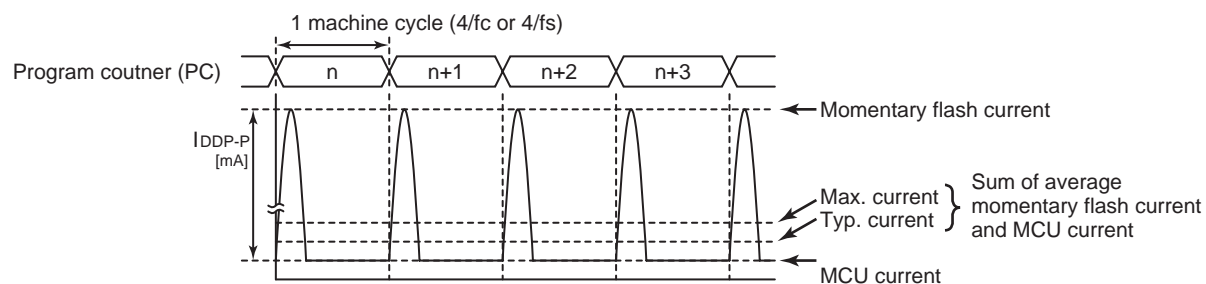 1 machine cycle (4/fc or 4/fs)
Program coutner (PC)
n
n+1
n+2
n+3
Momentary flash current
IDDP-P
[mA]
Max. current
Typ. current
Sum of average
momentary flash current
and MCU current
MCU current